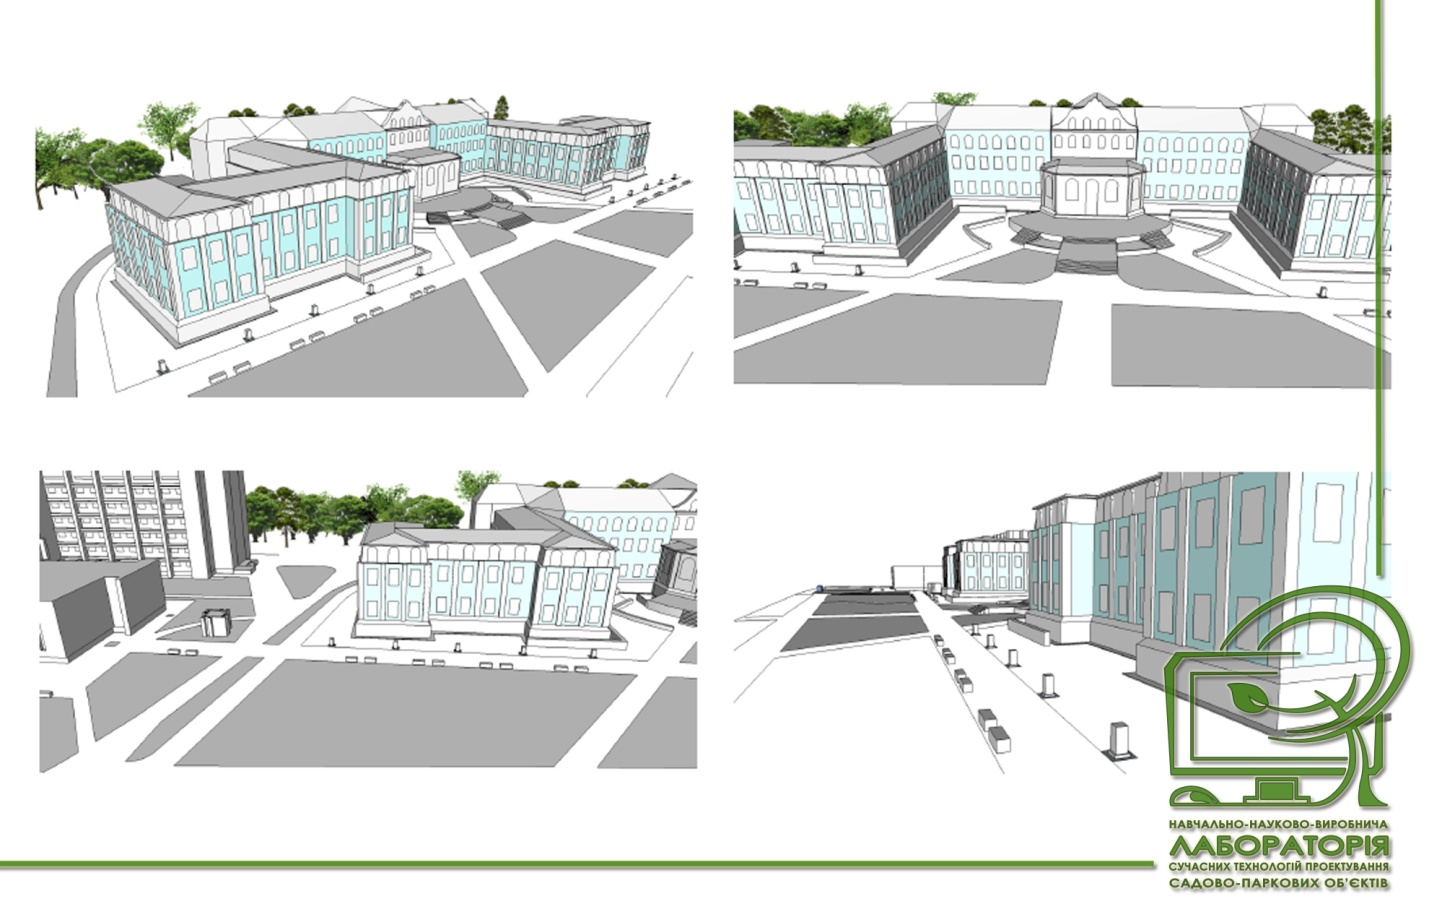 НАВЧАЛЬНО-НАУКОВО-ВИРОБНИЧА
ЛАБОРАТОРІЯ
СУЧАСНИХ ТЕХНОЛОГІЙ ПРОЕКТУВАННЯ
САДОВО-ПАРКОВИХ ОБ'ЄКТІВ